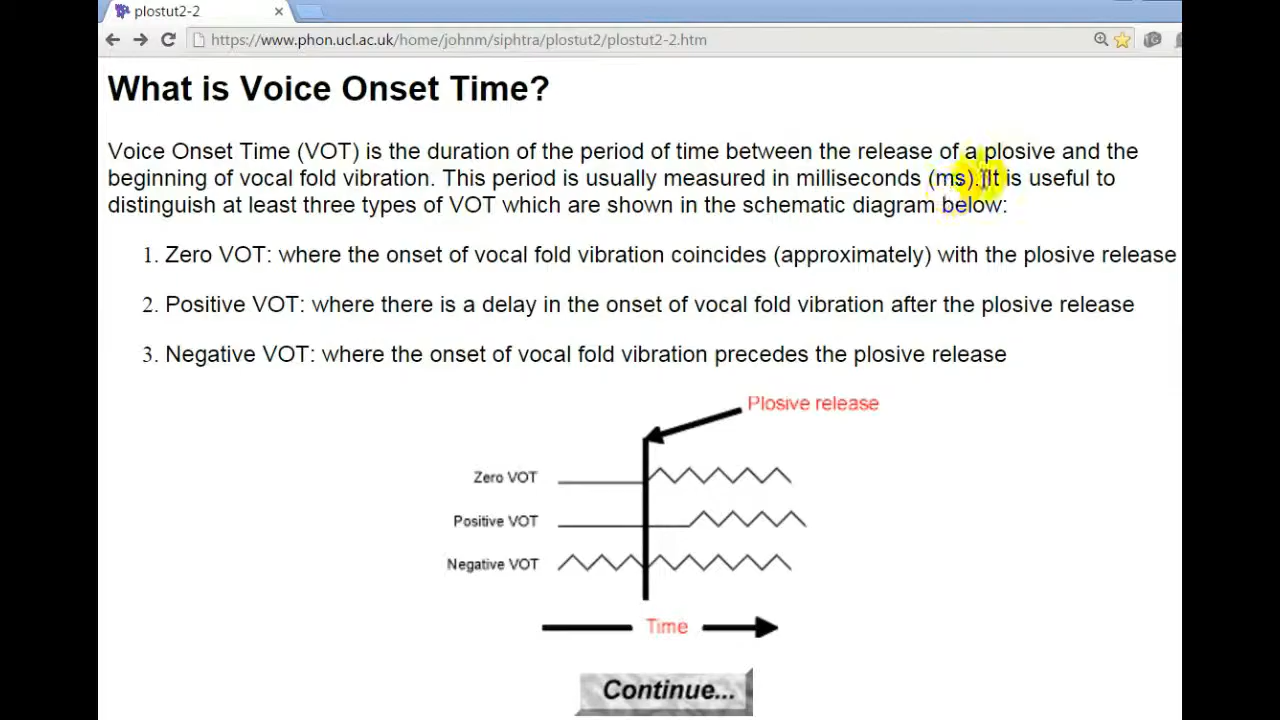 plostut2-2
https://www.phon.ucl.ac.uk/home/johnm/siphtra/plostut2/plostut2-2.htm
What is Voice Onset Time?
Voice Onset Time (VOT) is the duration of the period of time between the release of a plosive and the
beginning of vocal fold vibration. This period is usually measured in milliseconds (ms). It is useful to
distinguish at least three types of VOT which are shown in the schematic diagram below:
1. Zero VOT: where the onset of vocal fold vibration coincides (approximately) with the plosive release
2. Positive VOT: where there is a delay in the onset of vocal fold vibration after the plosive release
3. Negative VOT: where the onset of vocal fold vibration precedes the plosive release
Plosive release
Zero VOT
Positive VOT
Negative VOT
Time
Continue...